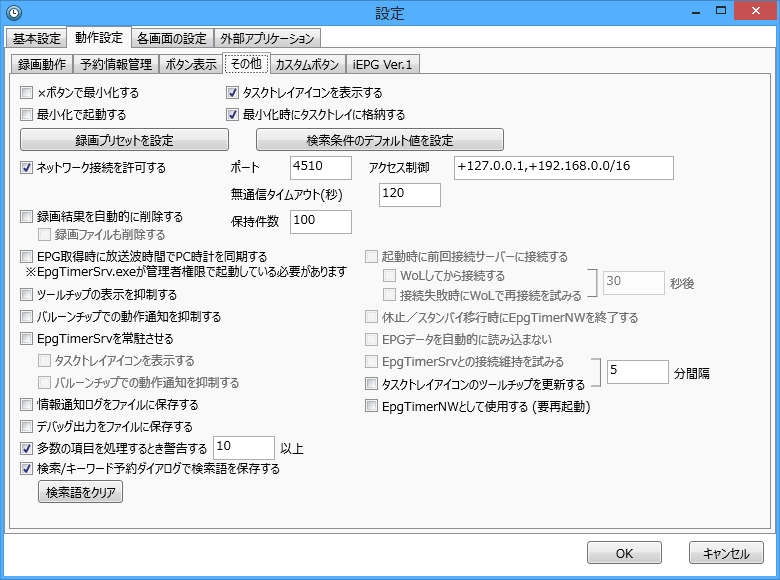 設定
基本設定 動作設定 各画面の設定 外部アプリケーション
録画動作 予約情報管理 ボタン表示 その他 カスタムボタン iEPG Ver.1
×ボタンで最小化する タスクトレイアイコンを表示する
最小化で起動する 最小化時にタスクトレイに格納する
録画プリセットを設定 検索条件のデフォルト値を設定
ネットワーク接続を許可する ポート 4510 アクセス制御 +127.0.0.1,+192.168.0.0/16
無通信タイムアウト(秒) 120
録画結果を自動的に削除する 保持件数 100
録画ファイルも削除する
EPG取得時に放送波時間でPC時計を同期する 起動時に前回接続サーバーに接続する
※EpgTimerSrv.exeが管理者権限で起動している必要があります WoLしてから接続する
ツールチップの表示を抑制する 接続失敗時にWoLで再接続を試みる 30 秒後
バルーンチップでの動作通知を抑制する 休止／スタンバイ移行時にEpgTimerNWを終了する
EpgTimerSrvを常駐させる EPGデータを自動的に読み込まない
タスクトレイアイコンを表示する EpgTimerSrvとの接続維持を試みる
バルーンチップでの動作通知を抑制する タスクトレイアイコンのツールチップを更新する 5 分間隔
情報通知ログをファイルに保存する EpgTimerNWとして使用する (要再起動)
デバッグ出力をファイルに保存する
多数の項目を処理するとき警告する 10 以上
検索/キーワード予約ダイアログで検索語を保存する
検索語をクリア
OK キャンセル